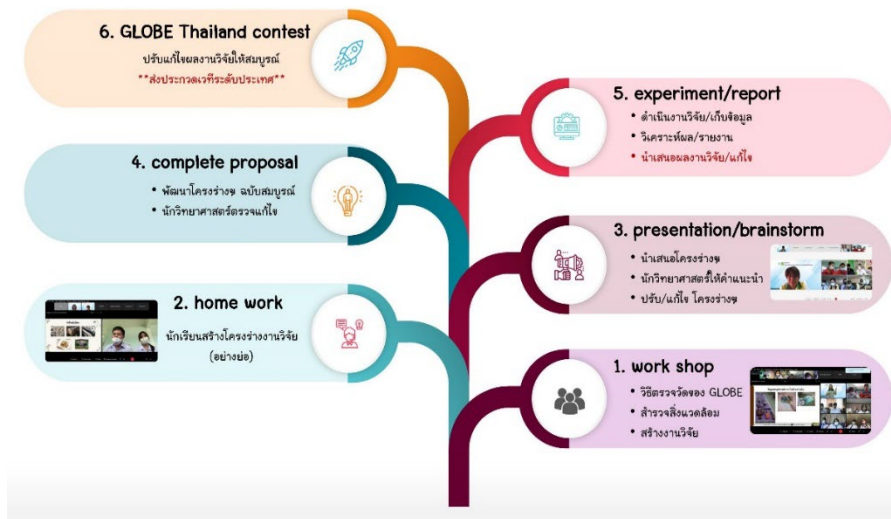 6. GLOBE Thailand contest
ปรับแก้ไขผลงานวิจัยให้สมบูรณ์
**ส่งประกวดเวทีระดับประเทศ**
5. experiment/report
• ดำเนินงานวิจัย/เก็บข้อมูล
• วิเคราะห์ผล/รายงาน
• นำเสนอผลงานวิจัย/แก้ไข
4. complete proposal
• พัฒนาโครงร่างฯ ฉบับสมบูรณ์
• นักวิทยาศาสตร์ตรวจแก้ไข
3. presentation/brainstorm
• นำเสนอโครงร่างฯ
• นักวิทยาศาสตร์ให้คำแนะนำ
• ปรับ/แก้ไข โครงร่างฯ
2. home work
นักเรียนสร้างโครงร่างงานวิจัย
(อย่างย่อ)
1. work shop
• วิธีตรวจวัดของ GLOBE
• สำรวจสิ่งแวดล้อม
• สร้างงานวิจัย